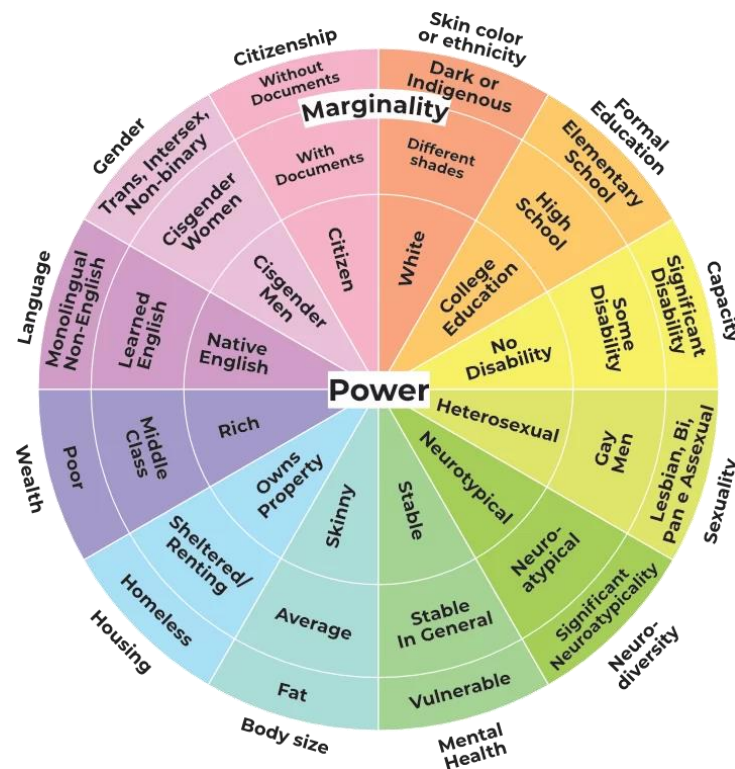 Citizenship
Without
Documents
With
Documents
Citizen
Skin color
or ethnicity
Dark or
Indigenous
Different
shades
White
Formal
Education
Elementary
School
High
School
College
Education
Capacity
Significant
Disability
Some
Disability
No
Disability
Sexuality
Lesbian, Bi,
Pan e Assexual
Gay
Men
Heterosexual
Neuro-
diversity
Significant
Neuroatypicality
Neuro-
atypical
Neurotypical
Mental
Health
Vulnerable
Stable
In General
Stable
Body size
Fat
Average
Skinny
Housing
Homeless
Sheltered/
Renting
Owns
Property
Wealth
Poor
Middle
Class
Rich
Language
Monolingual
Non-English
Learned
English
Native
English
Gender
Trans, Intersex,
Non-binary
Cisgender
Women
Cisgender
Men
Marginality
Power